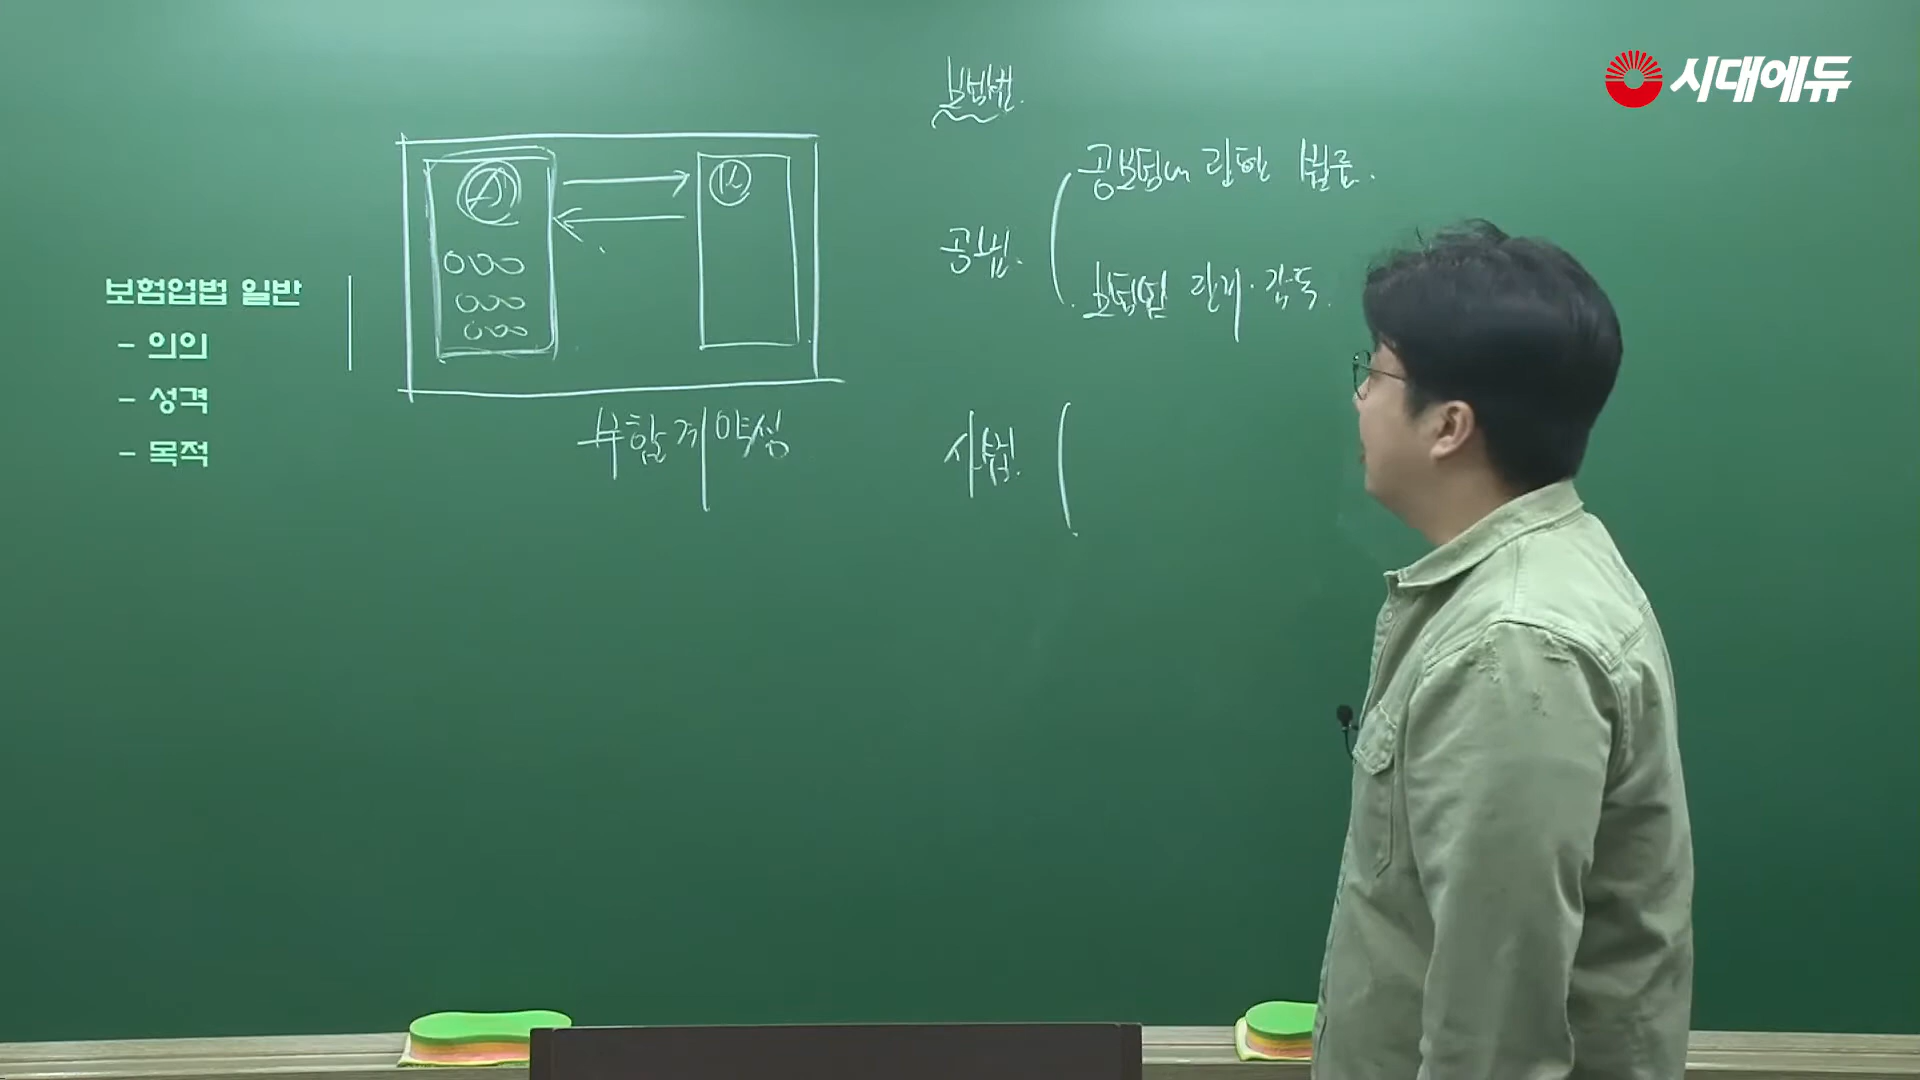 시대에듀
보험업법 일반
- 의의
- 성격
- 목적
#합계약성
보험법.
공법.
공보험에 관한 법률.
보험업 관리·감독.
사법.